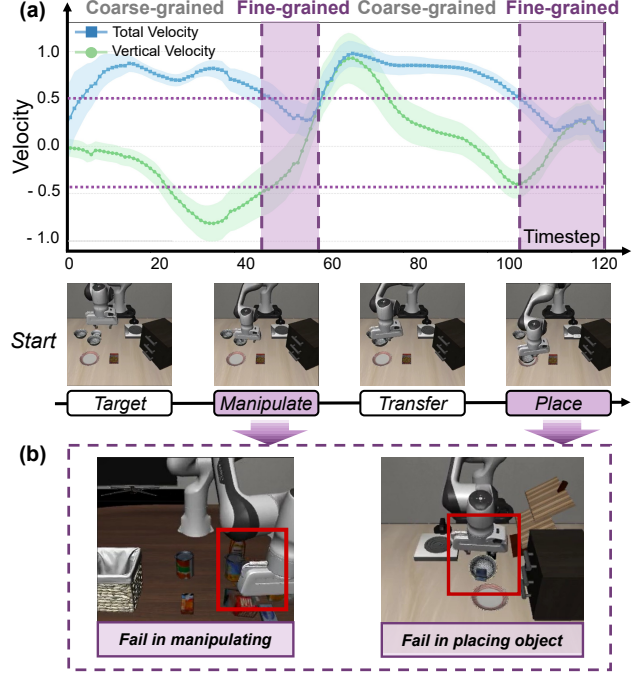 (a)
Coarse-grained Fine-grained Coarse-grained Fine-grained
Total Velocity
Vertical Velocity
Velocity
1.0
0.5
0.0
- 0.5
- 1.0
Timestep
0 20 40 60 80 100 120
Start
Target Manipulate Transfer Place
(b)
Fail in manipulating
Fail in placing object